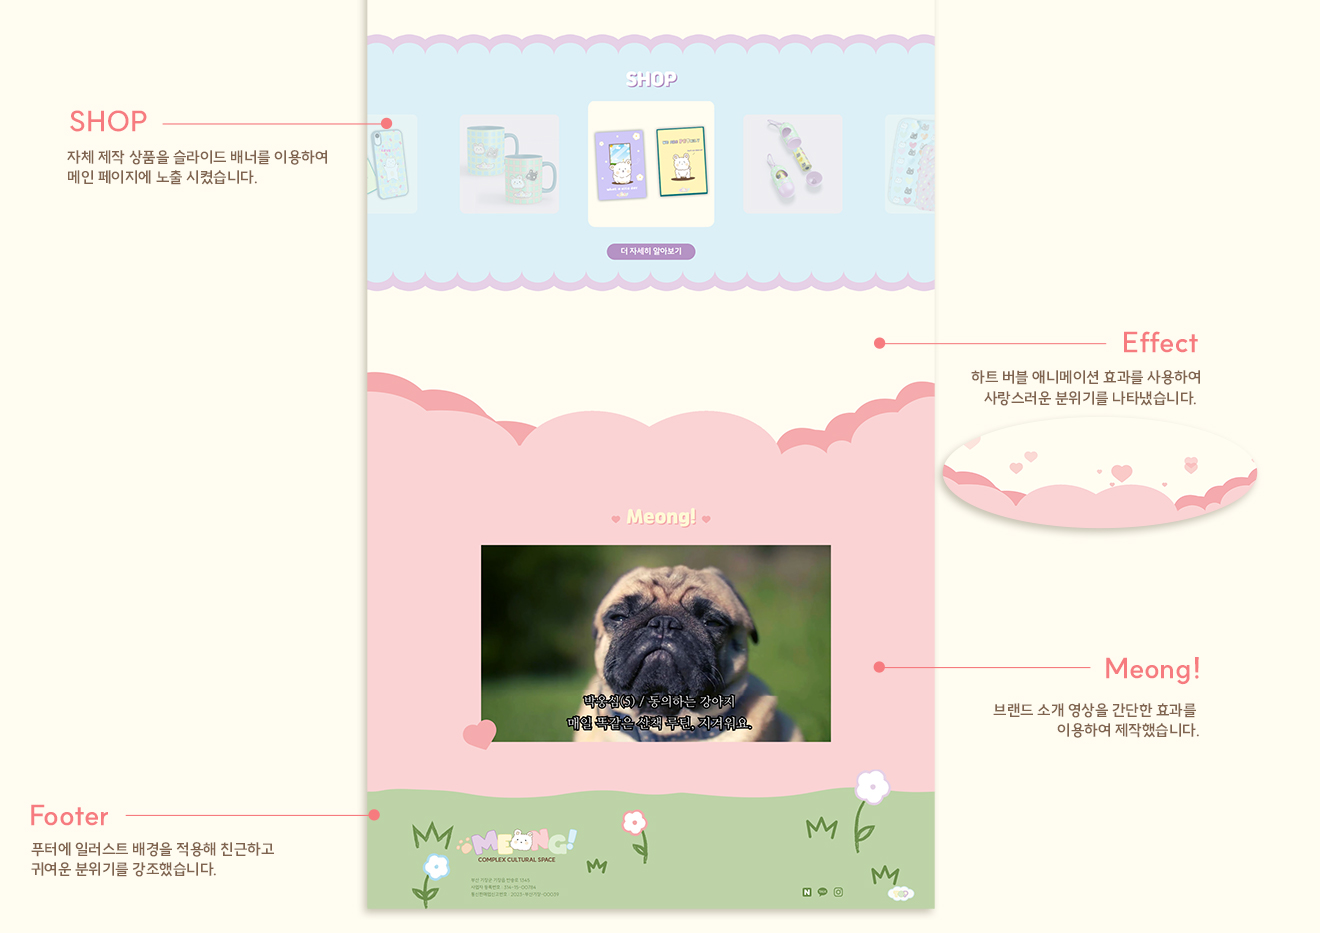 SHOP
자체 제작 상품을 슬라이드 배너를 이용하여
메인 페이지에 노출 시켰습니다.
SHOP
더 자세히 알아보기
Effect
하트 버블 애니메이션 효과를 사용하여
사랑스러운 분위기를 나타냈습니다.
Meong!
박웅섬(5) / 동의하는 강아지
매일 똑같은 산책 루틴, 지겨워요.
Meong!
브랜드 소개 영상을 간단한 효과를
이용하여 제작했습니다.
Footer
푸터에 일러스트 배경을 적용해 친근하고
귀여운 분위기를 강조했습니다.
MEONG!
COMPLEX CULTURAL SPACE
N